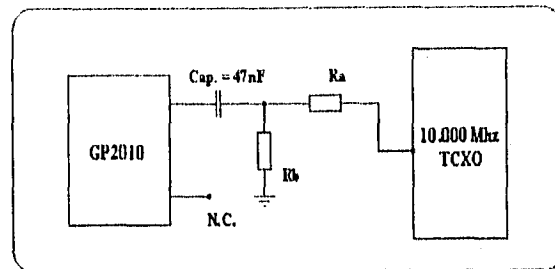 Cap. = 47nF
Ra
GP2010
10.000 Mhz
TCXO
Rb
N.C.